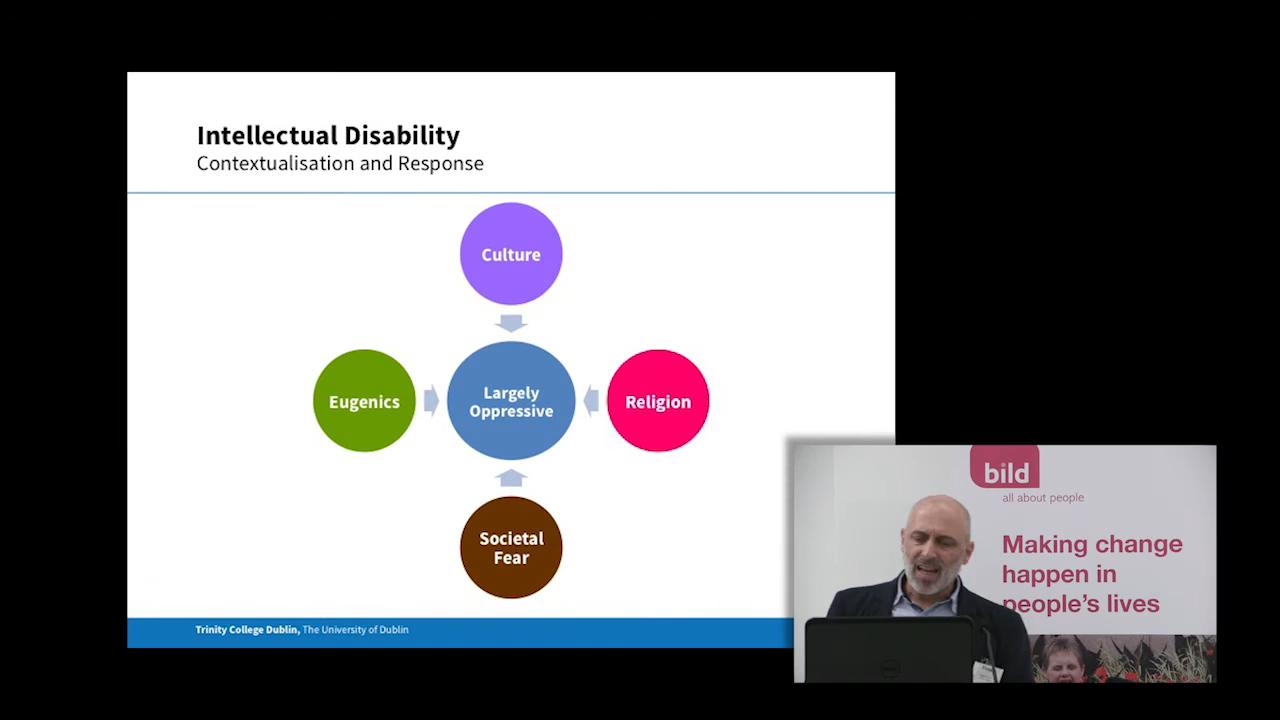 Intellectual Disability
Contextualisation and Response
Culture
Eugenics
Largely
Oppressive
Religion
Societal
Fear
Trinity College Dublin, The University of Dublin
bild
all about people
Making change
happen in
people's lives